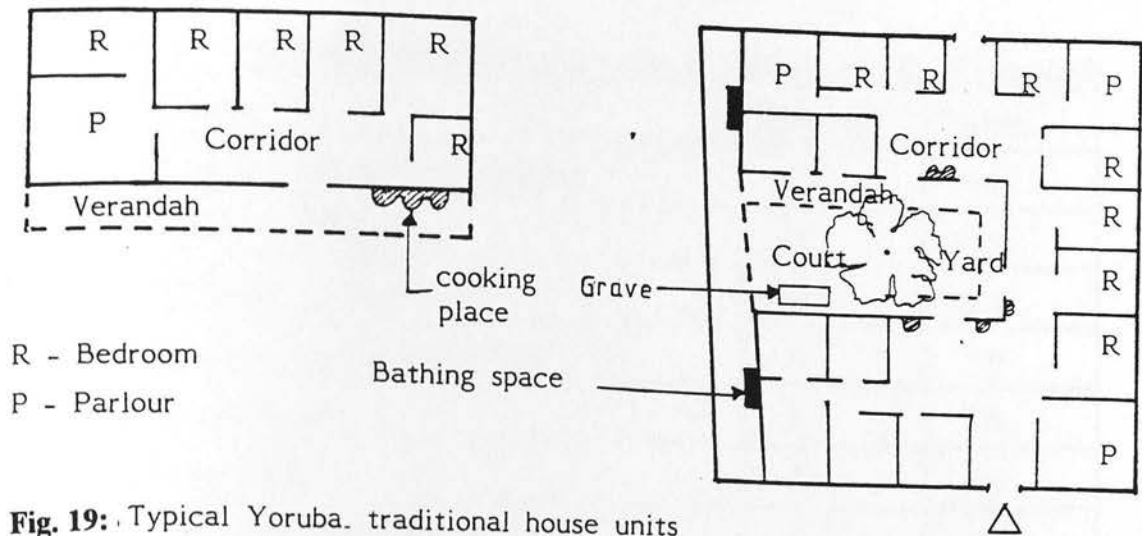 R R R R R
P
Corridor
R
Verandah
cooking
place
R - Bedroom
P - Parlour
P R R R P
Corridor
R
Verandah
R
Court Yard
Grave
R
R
Bathing space
P
Fig. 19: Typical Yoruba. traditional house units